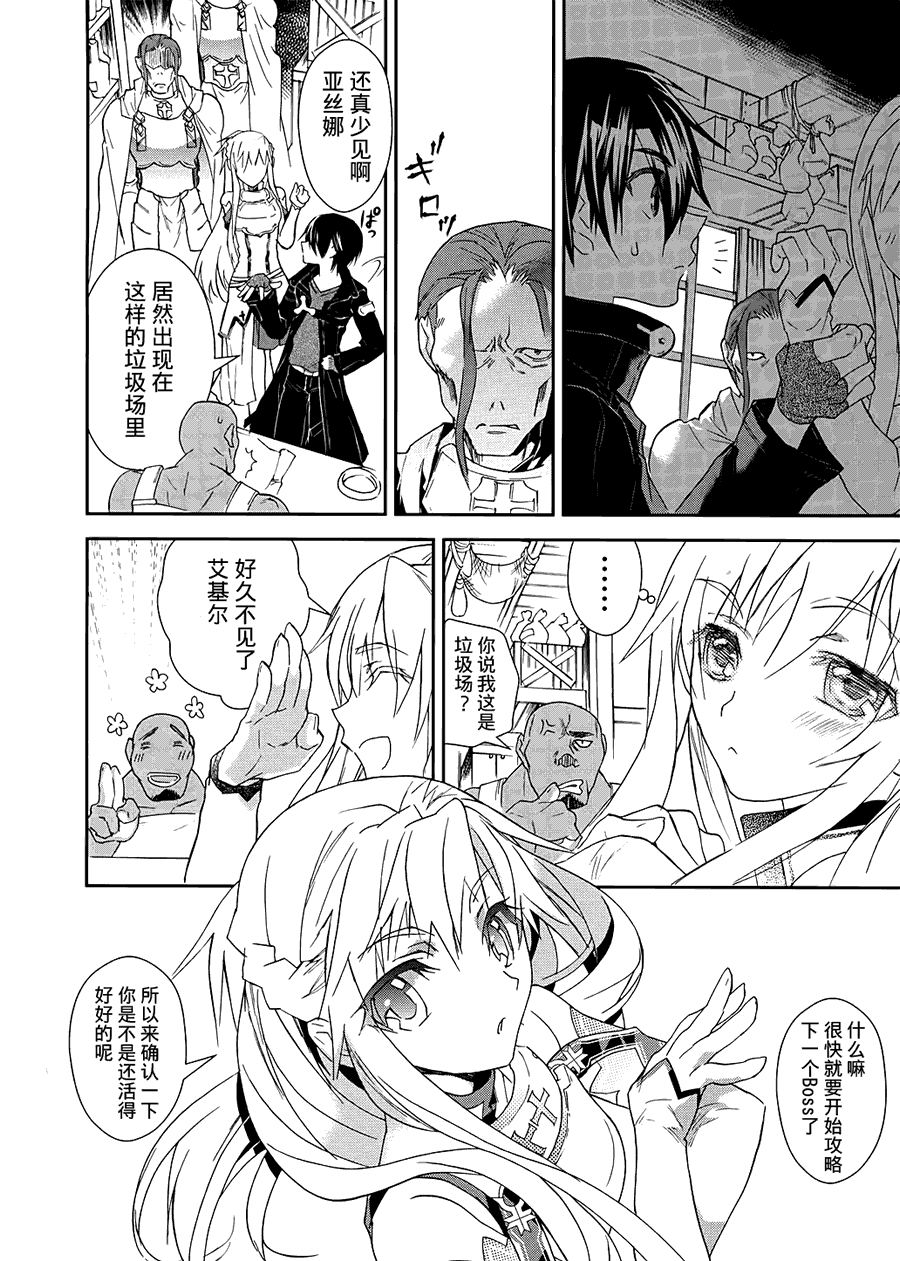 ギロッ
还真少见啊
亚丝娜
ぱっ
居然出现在
这样的垃圾场里
……
你说我这是
垃圾场？
好久不见了
艾基尔
什么嘛
很快就要开始攻略
下一个Boss了
所以来确认一下
你是不是还活得
好好的呢